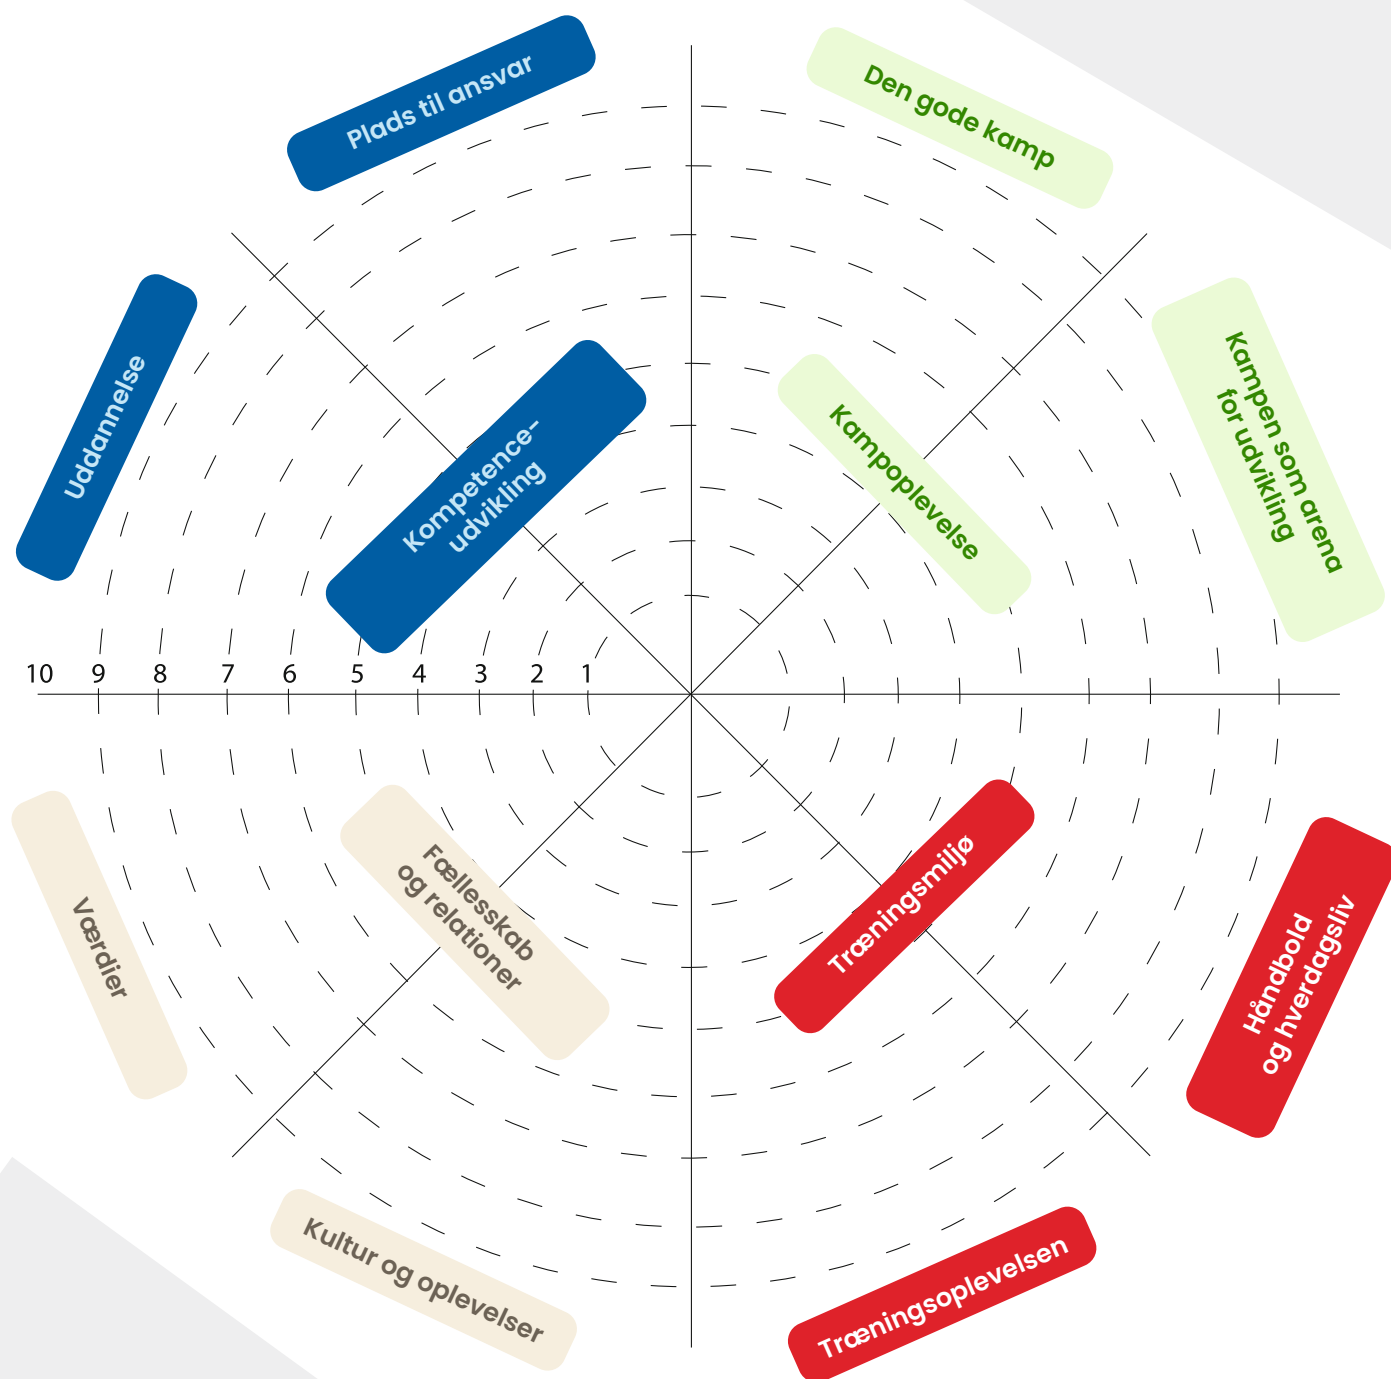 Plads til ansvar
Den gode kamp
Uddannelse
Kompetence-
udvikling
Kampoplevelse
Kampen som arena
for udvikling
10 9 8 7 6 5 4 3 2 1
Værdier
Fællesskab
og relationer
Træningsmiljø
Håndbold
og hverdagsliv
Kultur og oplevelser
Træningsoplevelsen